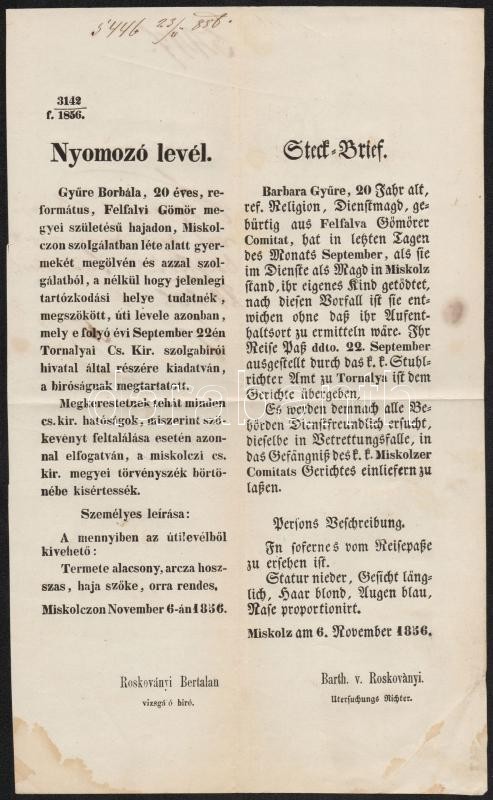 5446 23/11 856.
3142
f. 1856.
Nyomozó levél.
Gyűre Borbála, 20 éves, re-
formátus, Felfalvi Gömör me-
gyei születésű hajadon, Miskol-
czon szolgálatban léte alatt gyer-
mekét megölvén és azzal szol-
gálatból, a nélkül hogy jelenlegi
tartózkodási helye tudatnék,
megszökött, úti levele azonban,
mely e folyó évi September 22én
Tornalyai Cs. Kir. szolgabirói
hivatal által részére kiadatván,
a biróságnak megtartatott.
Megkerestetnek tehát minden
cs. kir. hatóságok, miszerint szö-
kevényt feltalálása esetén azon-
nal elfogatván, a miskolczi cs.
kir. megyei törvényszék börtö-
nébe kisértessék.
Személyes leírása:
A mennyiben az útilevélből
kivehető:
Termete alacsony, arcza hosz-
szas, haja szőke, orra rendes.
Miskolczon November 6-án 1856.
Roskoványi Bertalan
vizsgáló biró.
Steck-Brief.
Barbara Gyűre, 20 Jahr alt,
ref. Religion, Dienstmagd, ge-
bürtig aus Felfalva Gömörer
Comitat, hat in letzten Tagen
des Monats September, als sie
im Dienste als Magd in Miskolz
stand, ihr eigenes Kind getödtet,
nach diesen Vorfall ist sie ent-
wichen ohne daß ihr Aufent-
haltsort zu ermitteln wäre. Ihr
Reise Paß ddto. 22. September
ausgestellt durch das k. k. Stuhl-
richter Amt zu Tornalya ist dem
Gerichte übergeben.
Es werden demnach alle Be-
hörden Dienstfreundlich ersucht,
dieselbe in Betrettungsfalle, in
das Gefängniß des k. k. Miskolzer
Comitats Gerichtes einliefern zu
laßen.
Persons Beschreibung.
In sofernes vom Reisepaße
zu ersehen ist.
Statur nieder, Gesicht läng-
lich, Haar blond, Augen blau,
Nase proportionirt.
Miskolz am 6. November 1856.
Barth. v. Roskovànyi.
Utersuchungs Richter.
darabanth